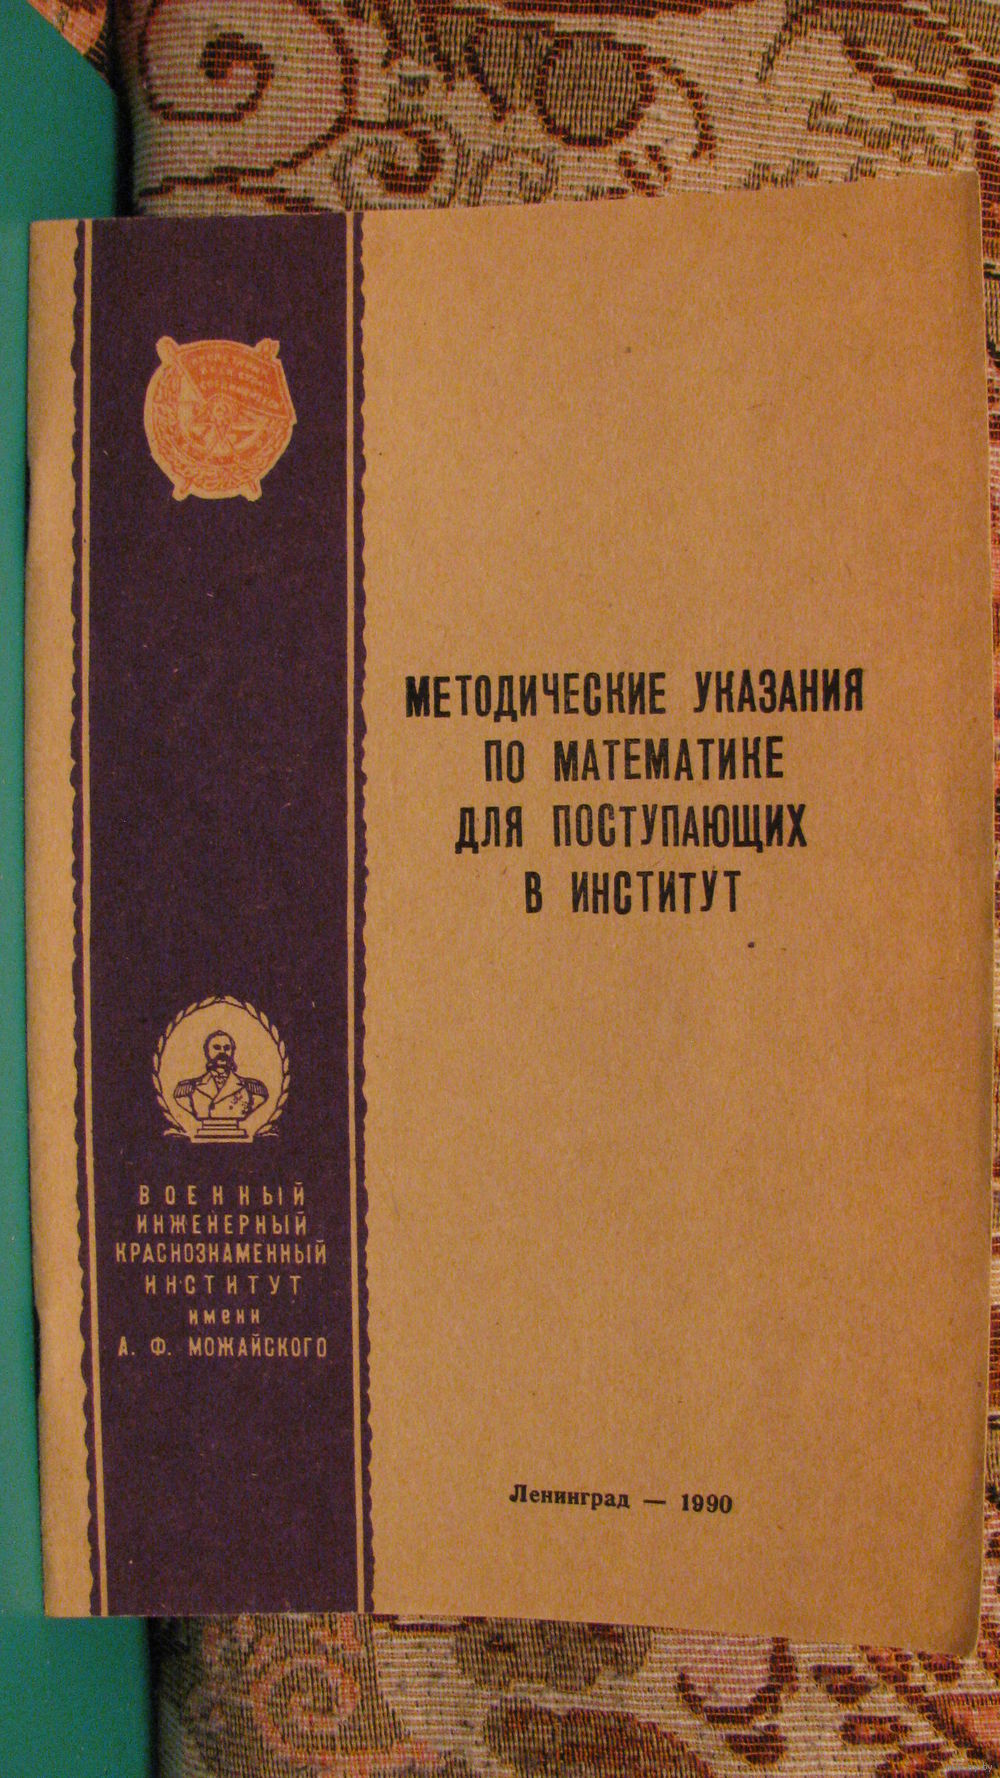 ВОЕННЫЙ
ИНЖЕНЕРНЫЙ
КРАСНОЗНАМЕННЫЙ
ИНСТИТУТ
имени
А. Ф. МОЖАЙСКОГО
МЕТОДИЧЕСКИЕ УКАЗАНИЯ
ПО МАТЕМАТИКЕ
ДЛЯ ПОСТУПАЮЩИХ
В ИНСТИТУТ
Ленинград — 1990